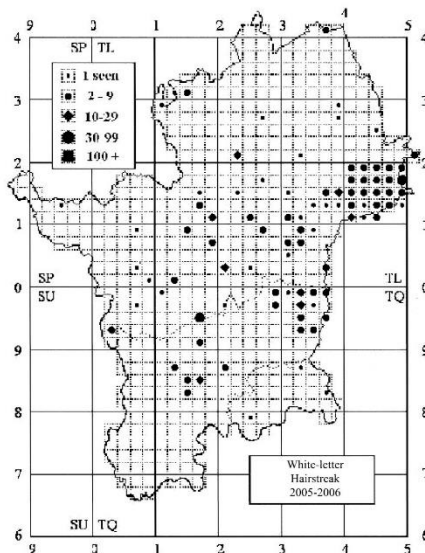 9 0 1 2 3 4 5
4 SP TL 4
1 seen
2 - 9
10-29
30 99
100 +
3 3
2 2
1 1
0 SP TL 0
SU TQ
9 9
8 8
7 7
White-letter
Hairstreak
2005-2006
6 SU TQ 6
9 0 1 2 3 4 5